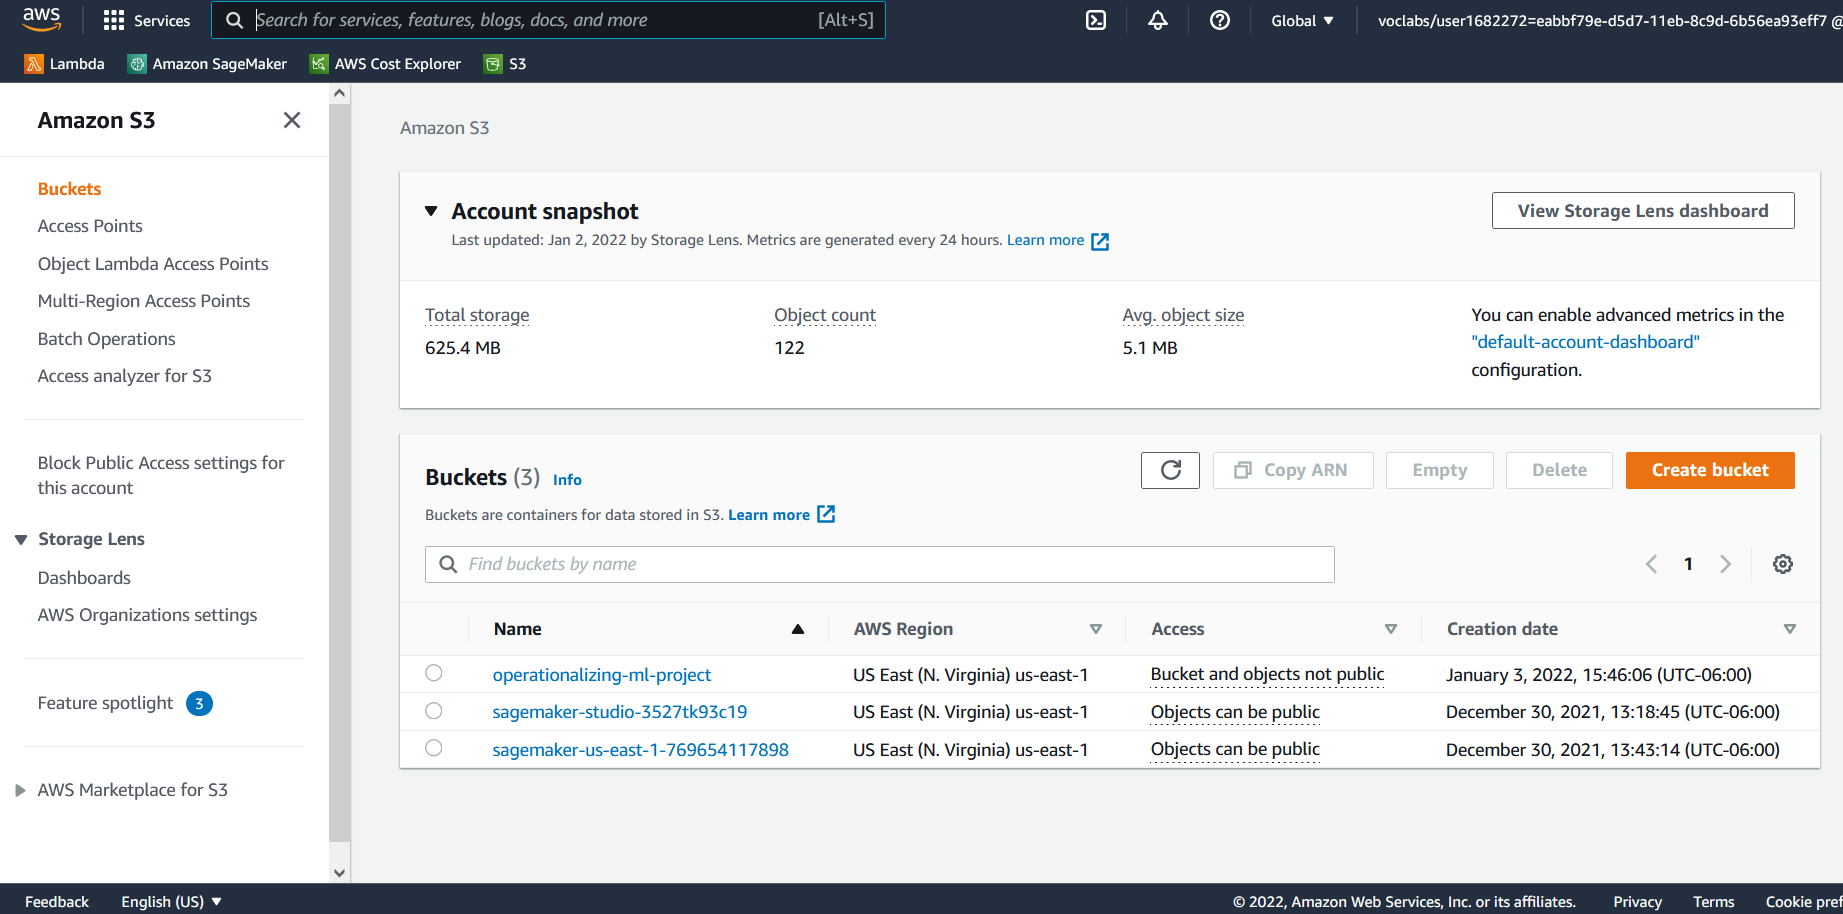 aws
Services
Search for services, features, blogs, docs, and more [Alt+S]
Global ▼
voclabs/user1682272=eabbf79e-d5d7-11eb-8c9d-6b56ea93eff7 @
Lambda
Amazon SageMaker
AWS Cost Explorer
S3
Amazon S3
Buckets
Access Points
Object Lambda Access Points
Multi-Region Access Points
Batch Operations
Access analyzer for S3
Block Public Access settings for
this account
Storage Lens
Dashboards
AWS Organizations settings
Feature spotlight 3
AWS Marketplace for S3
Amazon S3
Account snapshot
Last updated: Jan 2, 2022 by Storage Lens. Metrics are generated every 24 hours. Learn more
View Storage Lens dashboard
Total storage
625.4 MB
Object count
122
Avg. object size
5.1 MB
You can enable advanced metrics in the
"default-account-dashboard"
configuration.
Buckets (3) Info
Copy ARN
Empty
Delete
Create bucket
Buckets are containers for data stored in S3. Learn more
Find buckets by name
1
Name AWS Region Access Creation date
operationalizing-ml-project US East (N. Virginia) us-east-1 Bucket and objects not public January 3, 2022, 15:46:06 (UTC-06:00)
sagemaker-studio-3527tk93c19 US East (N. Virginia) us-east-1 Objects can be public December 30, 2021, 13:18:45 (UTC-06:00)
sagemaker-us-east-1-769654117898 US East (N. Virginia) us-east-1 Objects can be public December 30, 2021, 13:43:14 (UTC-06:00)
Feedback English (US) ▼ © 2022, Amazon Web Services, Inc. or its affiliates. Privacy Terms Cookie pref